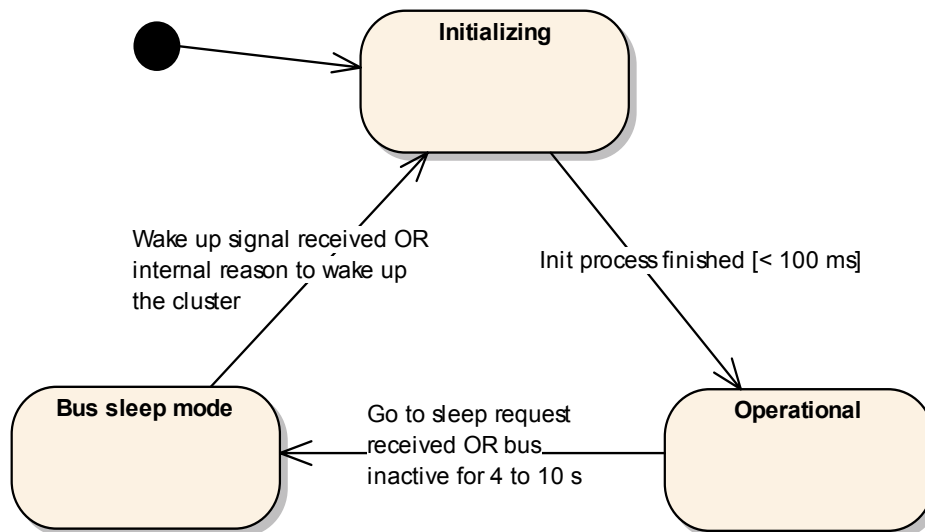 Initializing
Wake up signal received OR
internal reason to wake up
the cluster
Init process finished [< 100 ms]
Bus sleep mode
Go to sleep request
received OR bus
inactive for 4 to 10 s
Operational